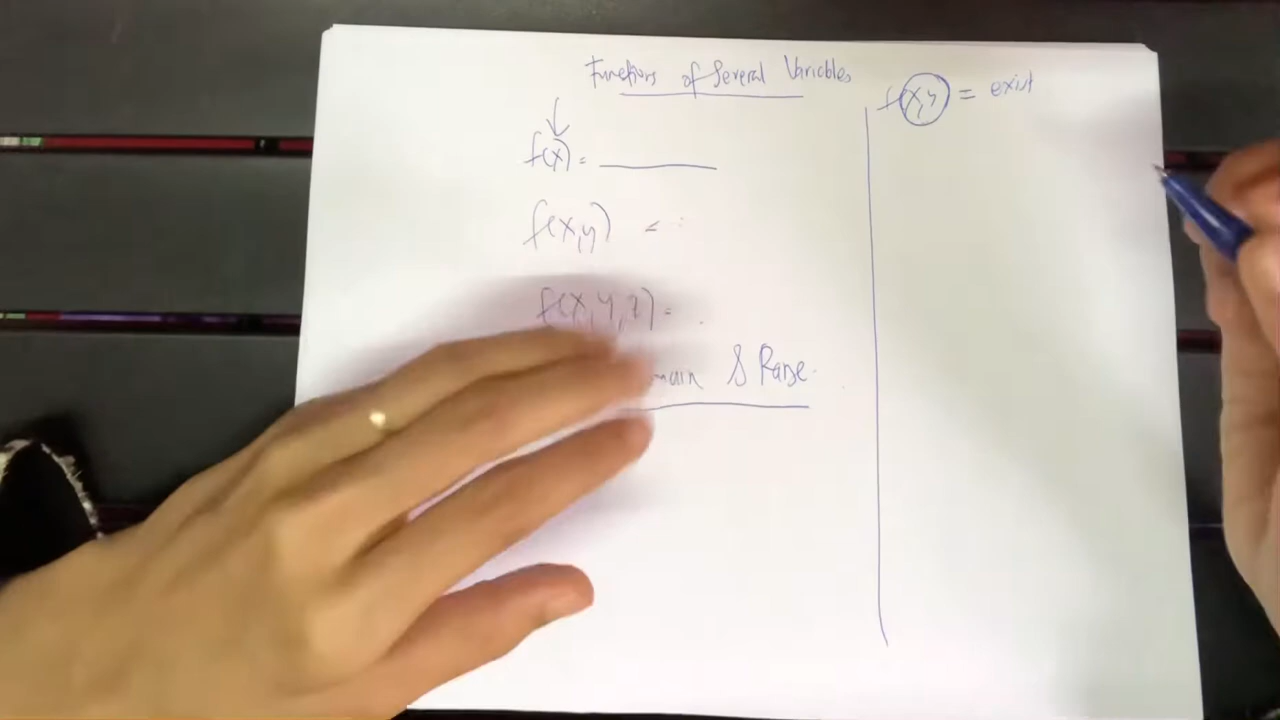 Functions of Several Variables
f(x) =
f(x,y) =
f(x,y,z) =
& Range
f(x,y) = exist